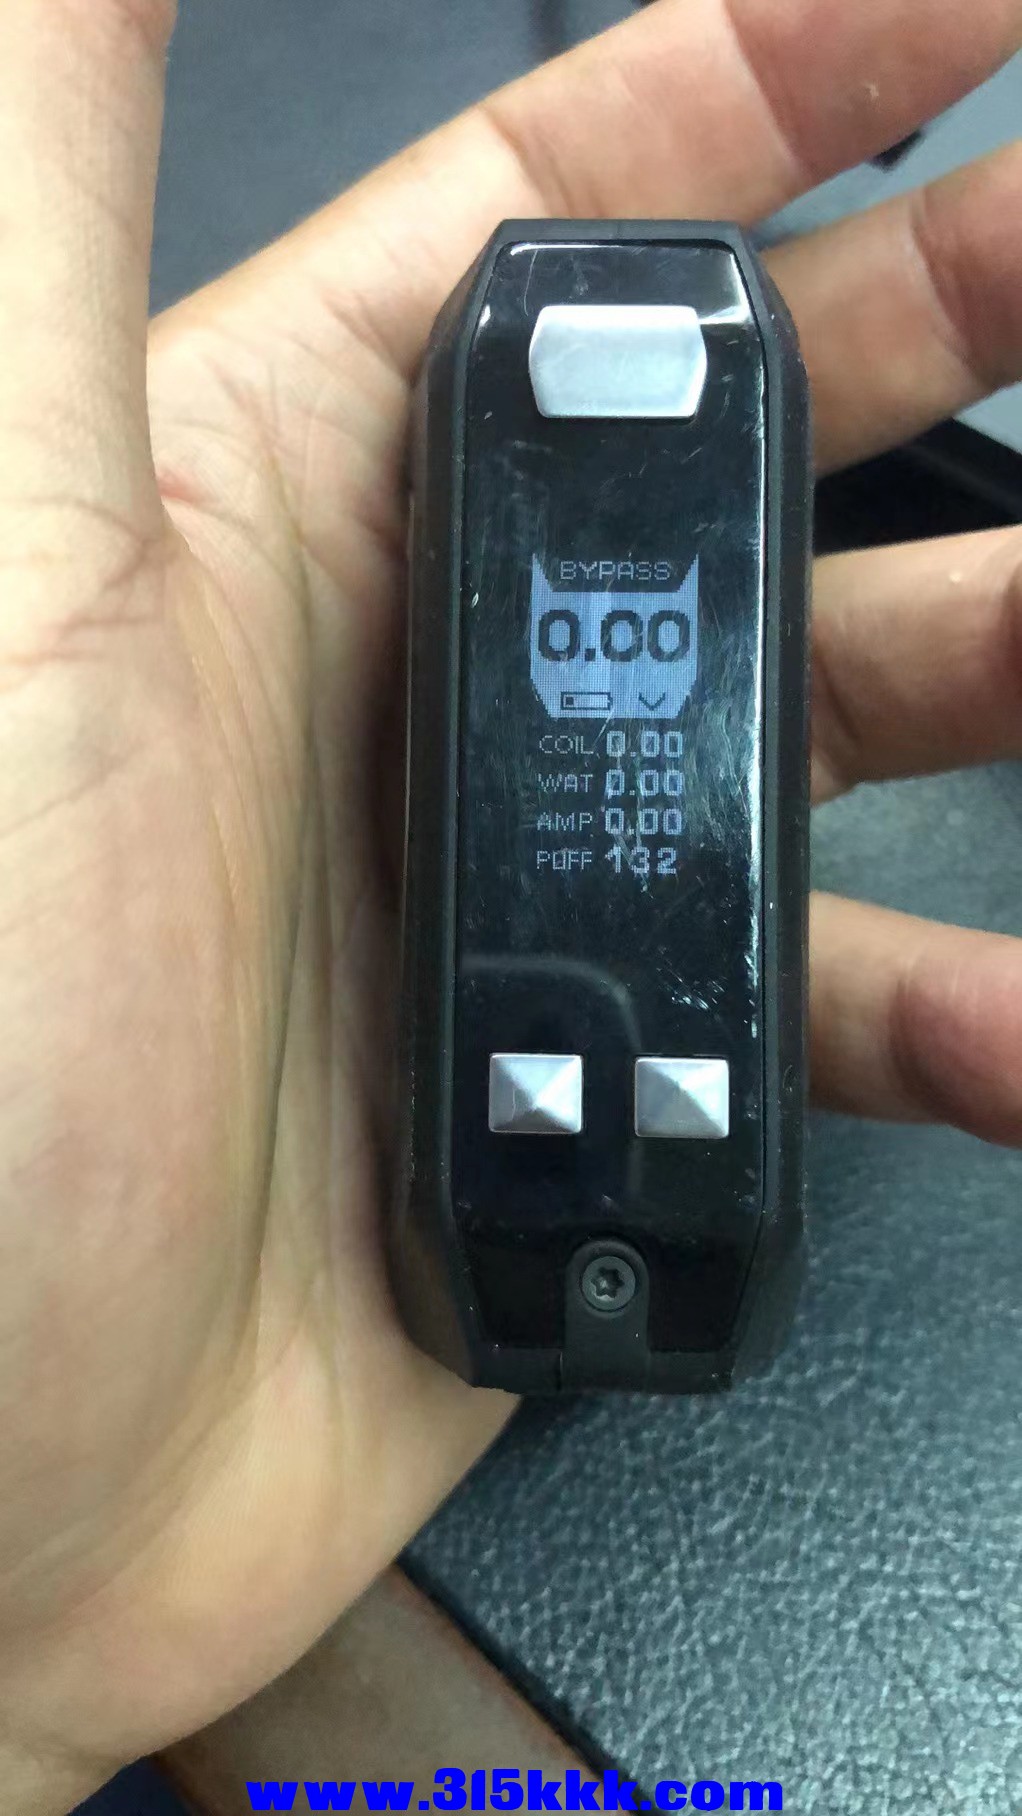 BYPASS
0.00
V
COIL 0.00
WAT 0.00
AMP 0.00
PUFF 132
www.315kkk.com